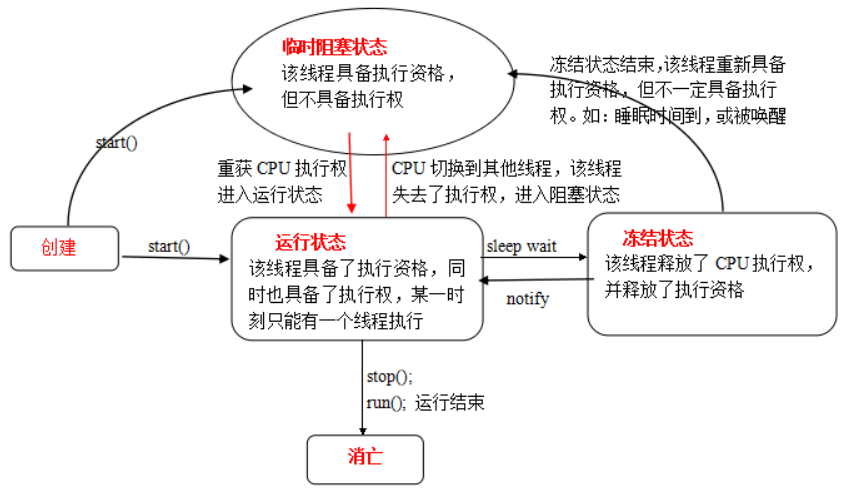 临时阻塞状态
该线程具备执行资格，
但不具备执行权
冻结状态结束,该线程重新具备
执行资格，但不一定具备执行
权。如：睡眠时间到，或被唤醒
start()
重获 CPU 执行权
进入运行状态
CPU 切换到其他线程，该线程
失去了执行权，进入阻塞状态
创建
start()
运行状态
该线程具备了执行资格，同
时也具备了执行权，某一时
刻只能有一个线程执行
sleep wait
notify
冻结状态
该线程释放了 CPU 执行权，
并释放了执行资格
stop();
run(); 运行结束
消亡